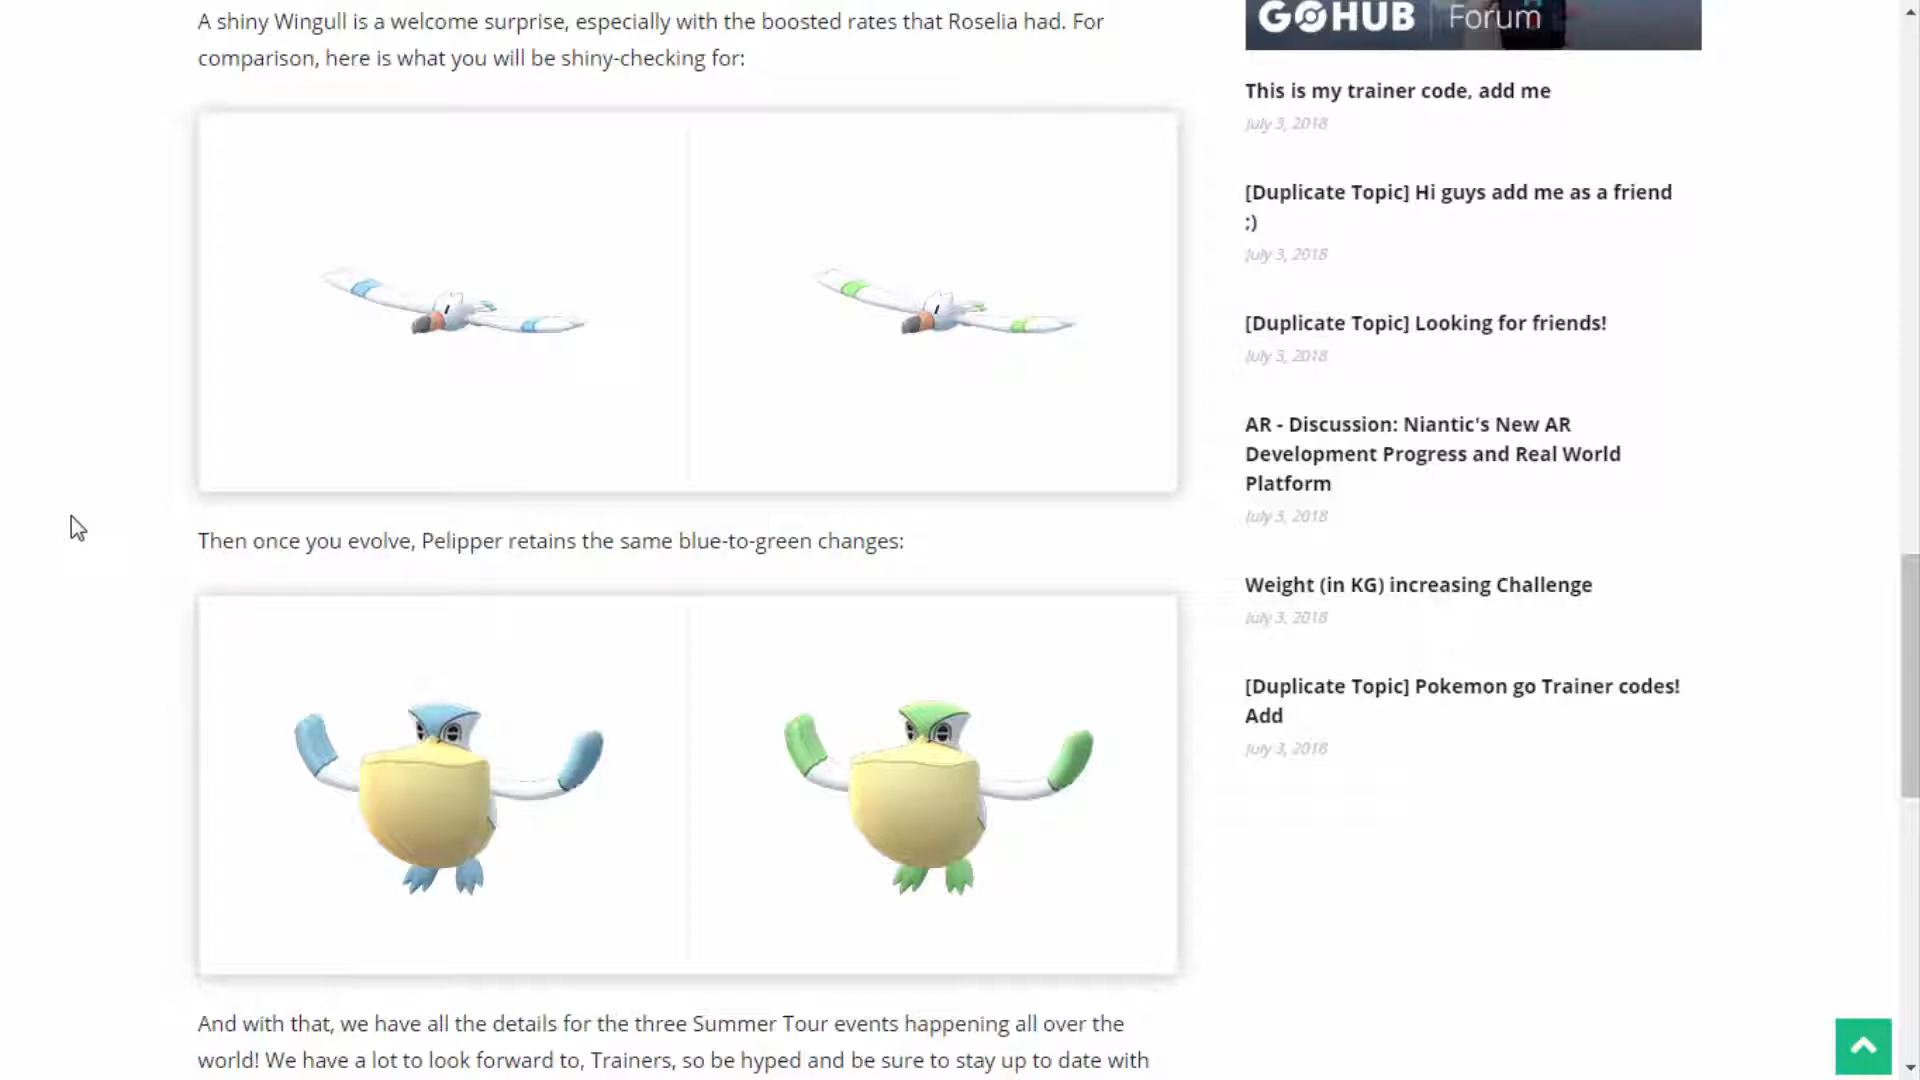 A shiny Wingull is a welcome surprise, especially with the boosted rates that Roselia had. For
comparison, here is what you will be shiny-checking for:
Then once you evolve, Pelipper retains the same blue-to-green changes:
And with that, we have all the details for the three Summer Tour events happening all over the
world! We have a lot to look forward to, Trainers, so be hyped and be sure to stay up to date with
GOHUB Forum
This is my trainer code, add me
July 3, 2018
[Duplicate Topic] Hi guys add me as a friend
;)
July 3, 2018
[Duplicate Topic] Looking for friends!
July 3, 2018
AR - Discussion: Niantic's New AR
Development Progress and Real World
Platform
July 3, 2018
Weight (in KG) increasing Challenge
July 3, 2018
[Duplicate Topic] Pokemon go Trainer codes!
Add
July 3, 2018